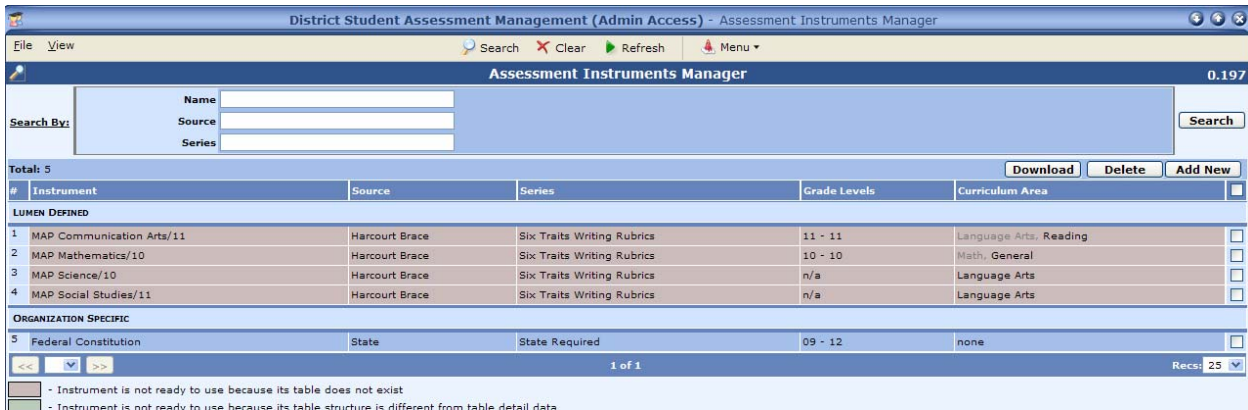 District Student Assessment Management (Admin Access) - Assessment Instruments Manager
File View Search Clear Refresh Menu
Assessment Instruments Manager 0.197
Name
Search By: Source Search
Series
Total: 5 Download Delete Add New
# Instrument Source Series Grade Levels Curriculum Area
LUMEN DEFINED
1 MAP Communication Arts/11 Harcourt Brace Six Traits Writing Rubrics 11 - 11 Language Arts, Reading
2 MAP Mathematics/10 Harcourt Brace Six Traits Writing Rubrics 10 - 10 Math, General
3 MAP Science/10 Harcourt Brace Six Traits Writing Rubrics n/a Language Arts
4 MAP Social Studies/11 Harcourt Brace Six Traits Writing Rubrics n/a Language Arts
ORGANIZATION SPECIFIC
5 Federal Constitution State State Required 09 - 12 none
<< >> 1 of 1 Recs: 25
- Instrument is not ready to use because its table does not exist
- Instrument is not ready to use because its table structure is different from table detail data